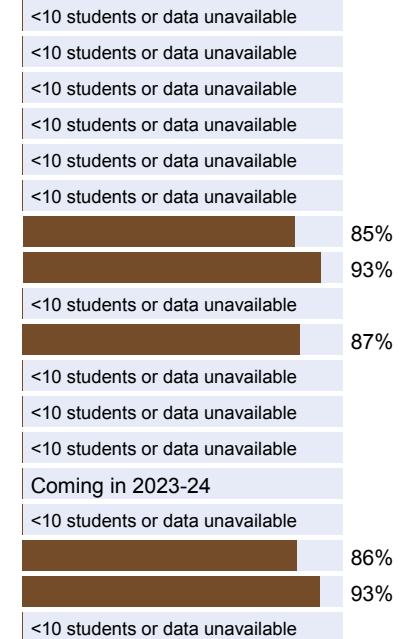 <10 students or data unavailable
<10 students or data unavailable
<10 students or data unavailable
<10 students or data unavailable
<10 students or data unavailable
<10 students or data unavailable
85%
93%
<10 students or data unavailable
87%
<10 students or data unavailable
<10 students or data unavailable
<10 students or data unavailable
Coming in 2023-24
<10 students or data unavailable
86%
93%
<10 students or data unavailable